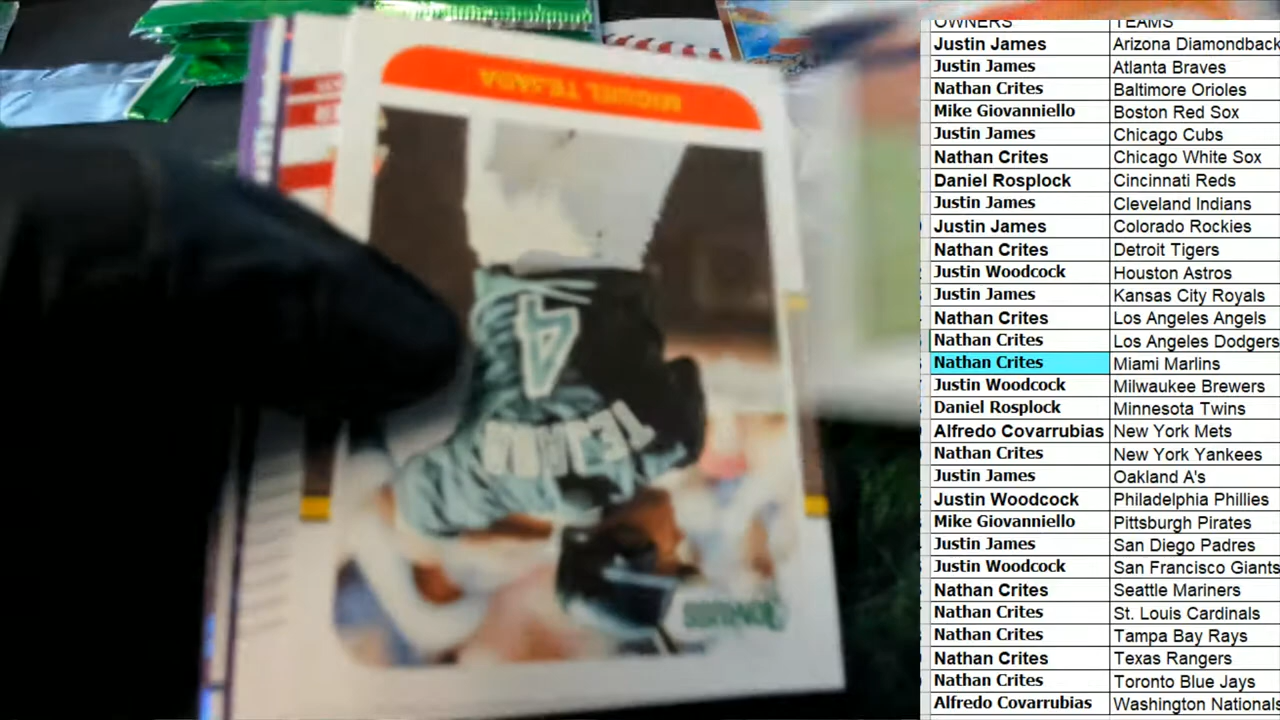 MIGUEL TEJADA
4
TEJADA
DONRUSS
OWNERS TEAMS
Justin James Arizona Diamondback
Justin James Atlanta Braves
Nathan Crites Baltimore Orioles
Mike Giovanniello Boston Red Sox
Justin James Chicago Cubs
Nathan Crites Chicago White Sox
Daniel Rosplock Cincinnati Reds
Justin James Cleveland Indians
Justin James Colorado Rockies
Nathan Crites Detroit Tigers
Justin Woodcock Houston Astros
Justin James Kansas City Royals
Nathan Crites Los Angeles Angels
Nathan Crites Los Angeles Dodgers
Nathan Crites Miami Marlins
Justin Woodcock Milwaukee Brewers
Daniel Rosplock Minnesota Twins
Alfredo Covarrubias New York Mets
Nathan Crites New York Yankees
Justin James Oakland A's
Justin Woodcock Philadelphia Phillies
Mike Giovanniello Pittsburgh Pirates
Justin James San Diego Padres
Justin Woodcock San Francisco Giants
Nathan Crites Seattle Mariners
Nathan Crites St. Louis Cardinals
Nathan Crites Tampa Bay Rays
Nathan Crites Texas Rangers
Nathan Crites Toronto Blue Jays
Alfredo Covarrubias Washington Nationals